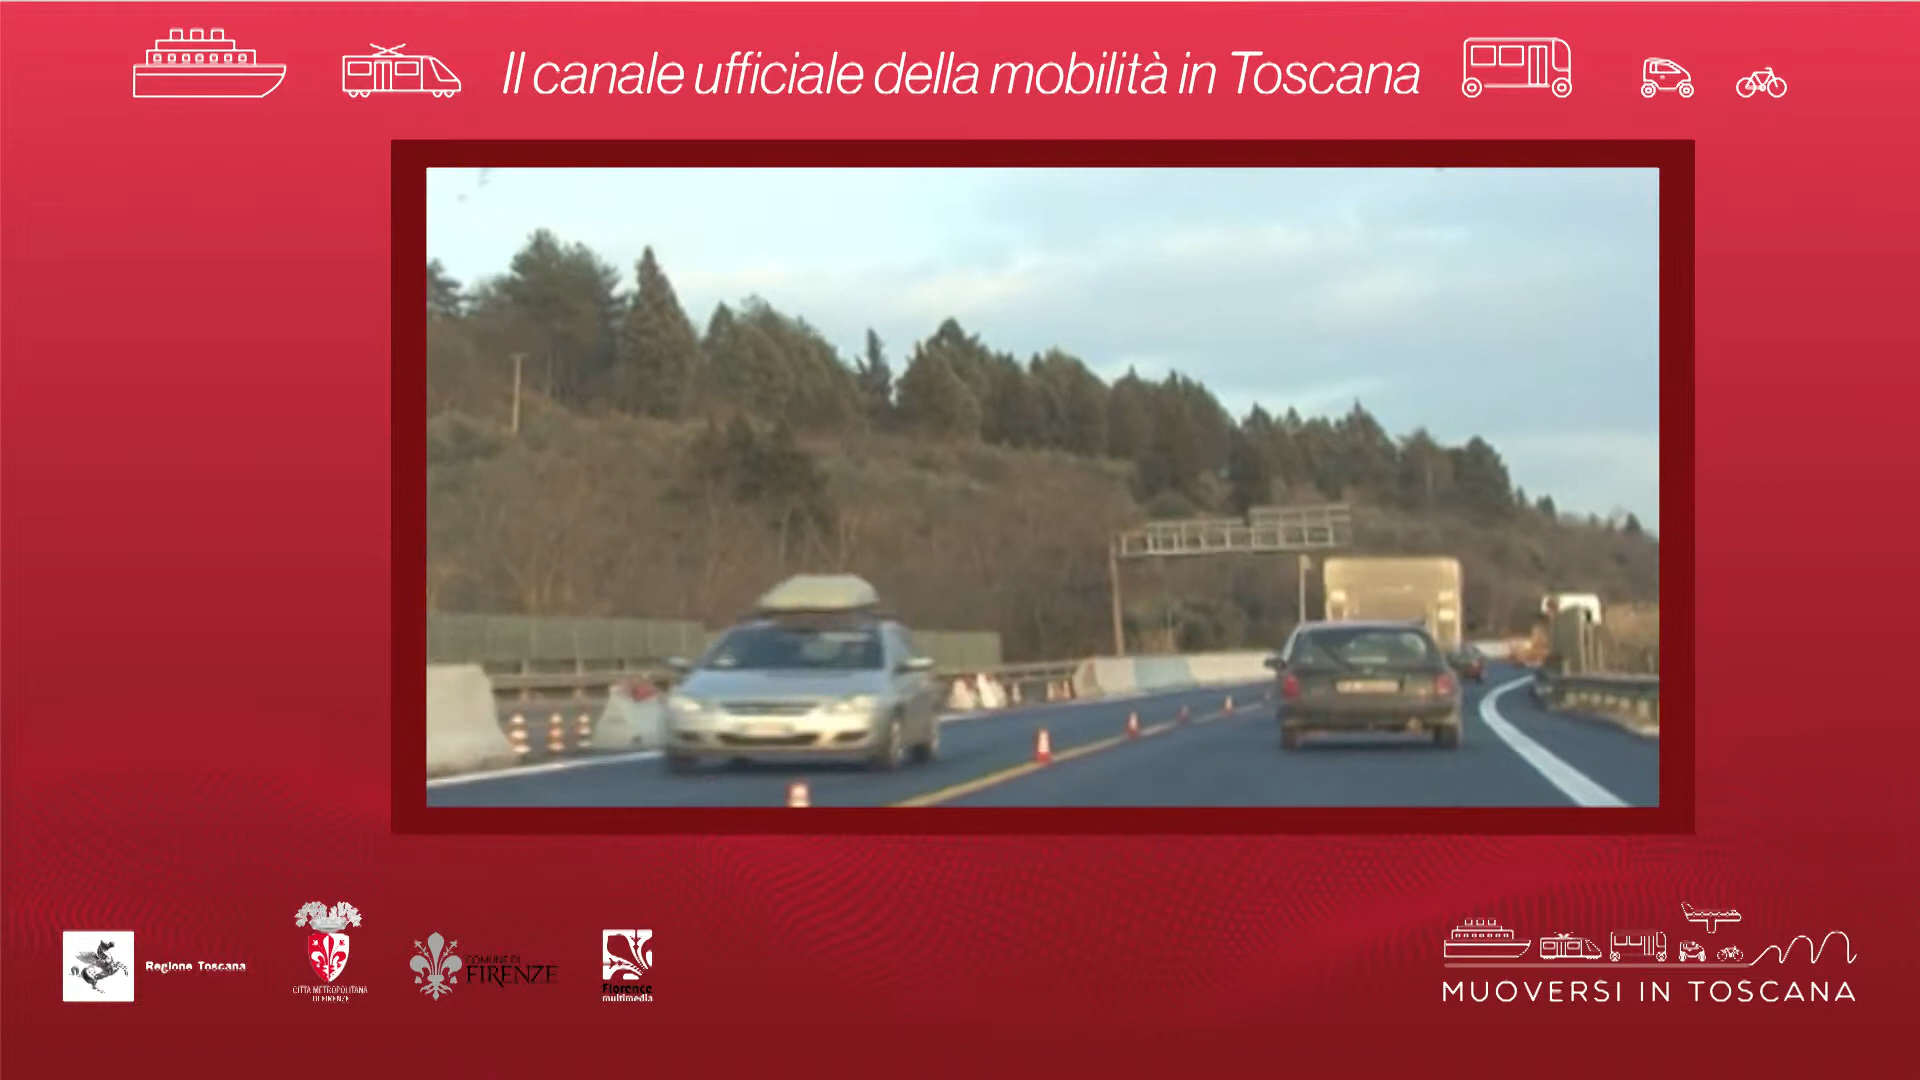 Il canale ufficiale della mobilità in Toscana
Regione Toscana
CITTÀ METROPOLITANA
DI FIRENZE
COMUNE DI
FIRENZE
Florence
multimedia
MUOVERSI IN TOSCANA